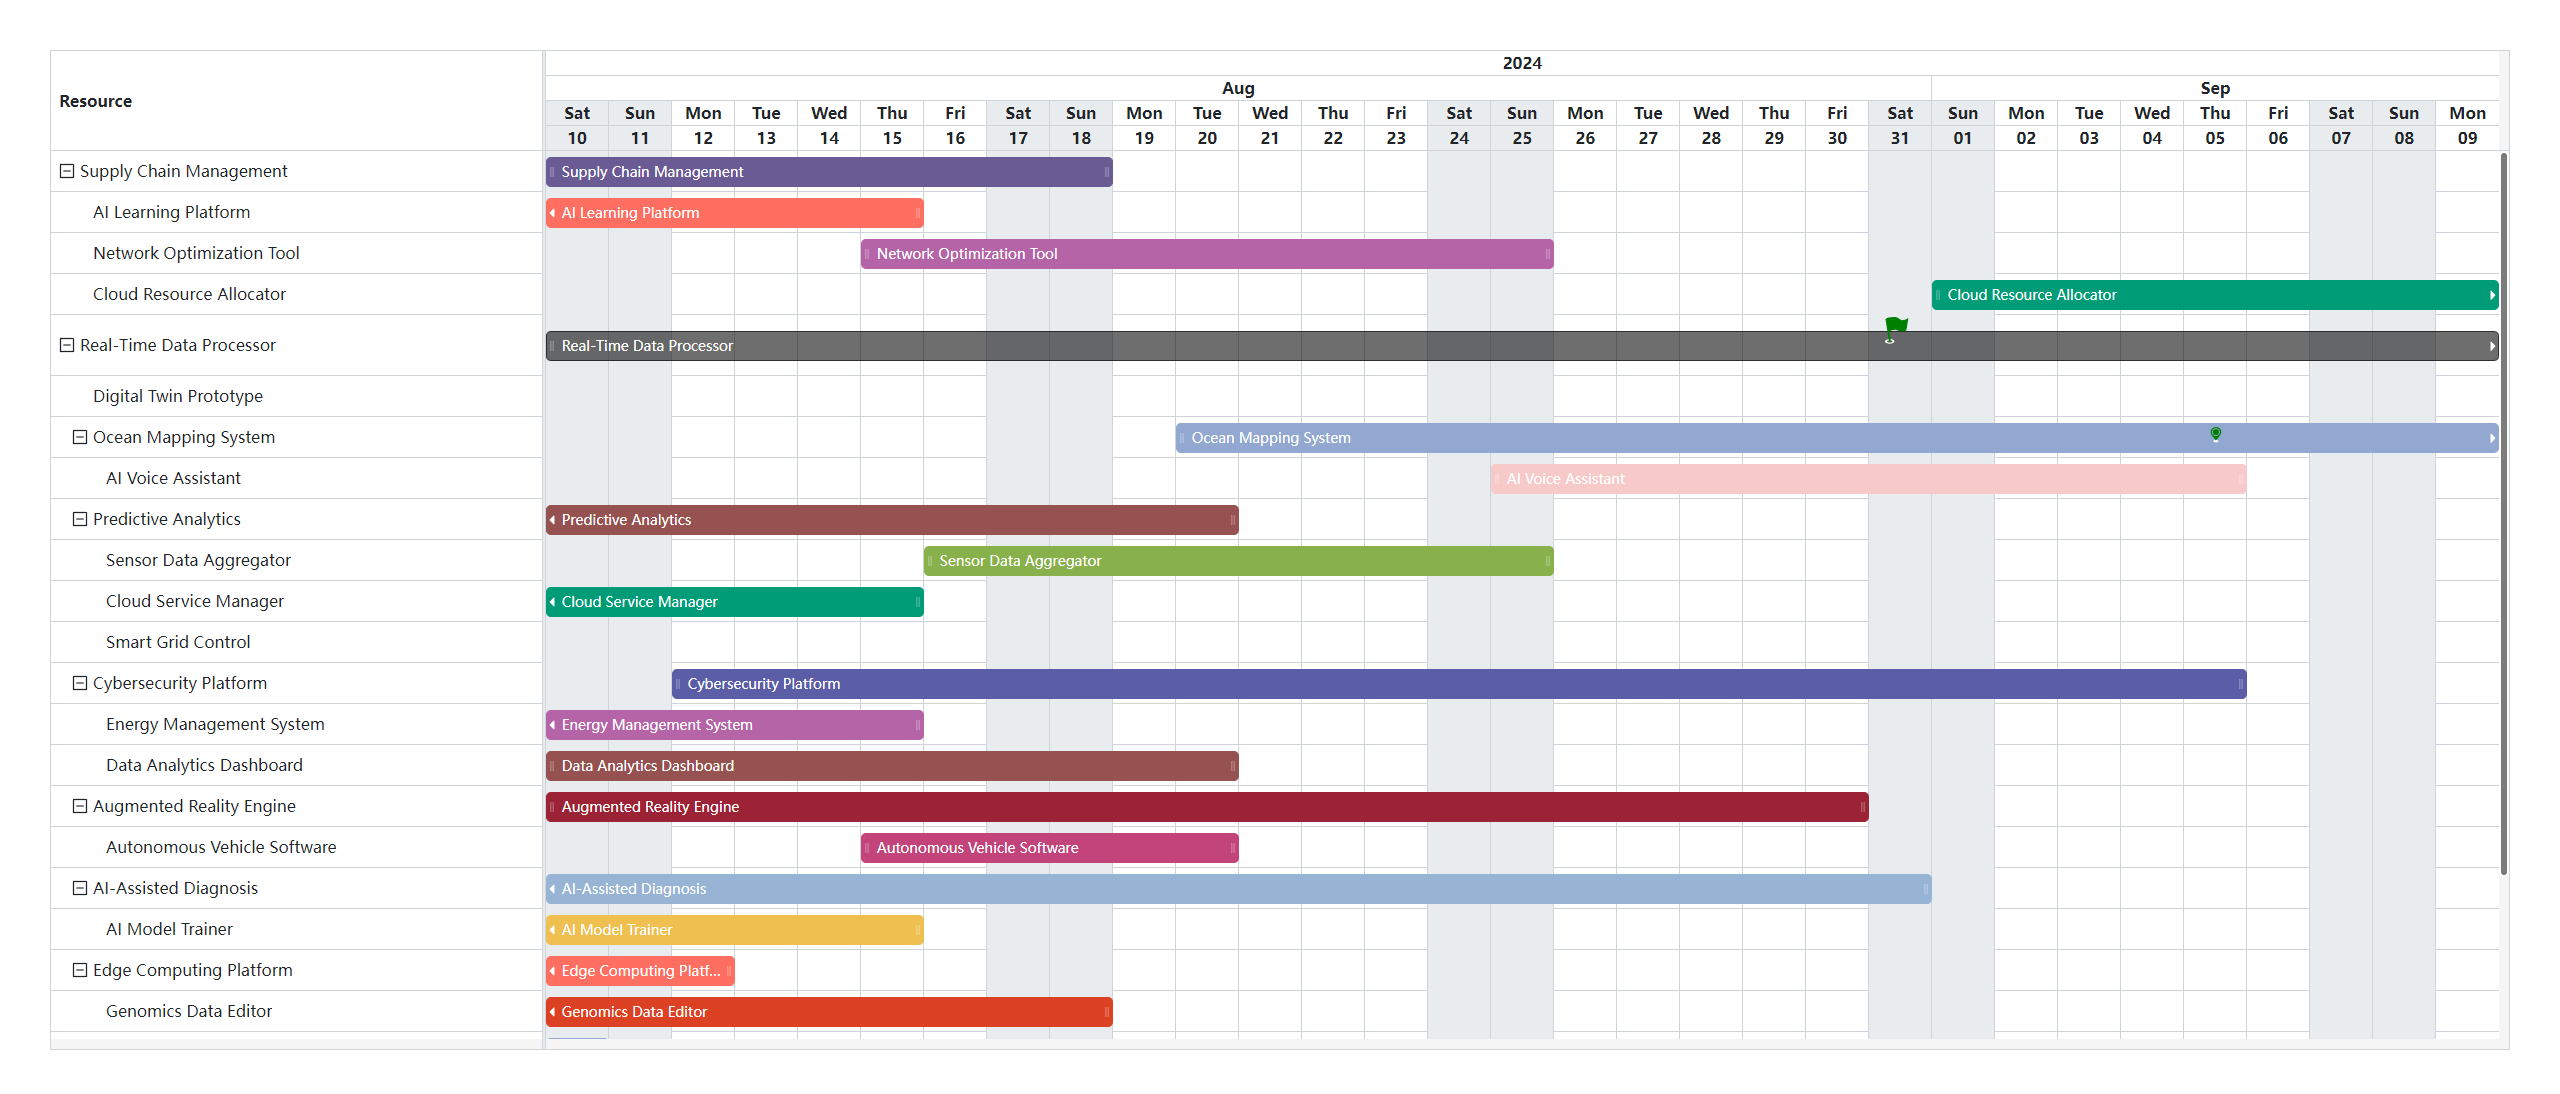 Resource
2024
Aug Sep
Sat Sun Mon Tue Wed Thu Fri Sat Sun Mon Tue Wed Thu Fri Sat Sun Mon Tue Wed Thu Fri Sat Sun Mon Tue Wed Thu Fri Sat Sun Mon
10 11 12 13 14 15 16 17 18 19 20 21 22 23 24 25 26 27 28 29 30 31 01 02 03 04 05 06 07 08 09
Supply Chain Management Supply Chain Management
AI Learning Platform AI Learning Platform
Network Optimization Tool Network Optimization Tool
Cloud Resource Allocator Cloud Resource Allocator
Real-Time Data Processor Real-Time Data Processor
Digital Twin Prototype
Ocean Mapping System Ocean Mapping System
AI Voice Assistant AI Voice Assistant
Predictive Analytics Predictive Analytics
Sensor Data Aggregator Sensor Data Aggregator
Cloud Service Manager Cloud Service Manager
Smart Grid Control
Cybersecurity Platform Cybersecurity Platform
Energy Management System Energy Management System
Data Analytics Dashboard Data Analytics Dashboard
Augmented Reality Engine Augmented Reality Engine
Autonomous Vehicle Software Autonomous Vehicle Software
AI-Assisted Diagnosis AI-Assisted Diagnosis
AI Model Trainer AI Model Trainer
Edge Computing Platform Edge Computing Platf...
Genomics Data Editor Genomics Data Editor